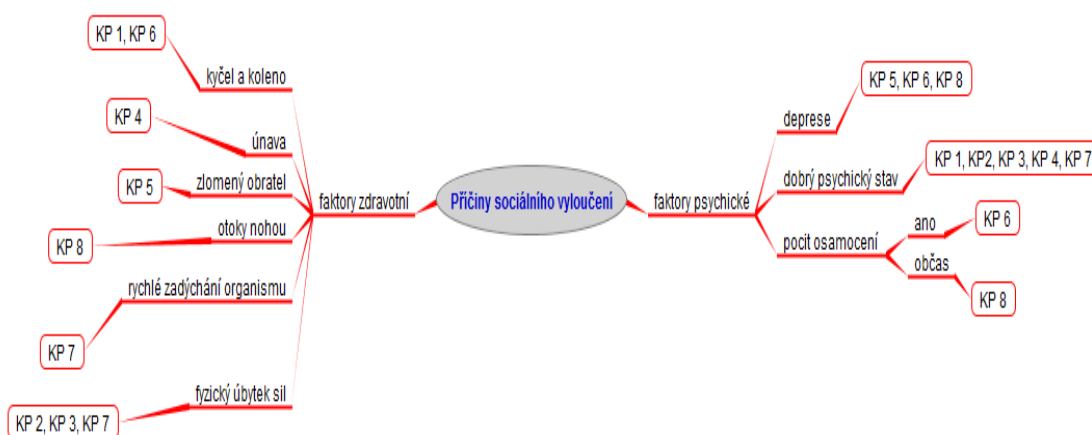 KP 1, KP 6
kyčel a koleno
KP 4
únava
KP 5
zlomený obratel
KP 8
otoky nohou
rychlé zadýchání organismu
KP 7
fyzický úbytek sil
KP 2, KP 3, KP 7
faktory zdravotní
Příčiny sociálního vyloučení
faktory psychické
KP 5, KP 6, KP 8
deprese
KP 1, KP2, KP 3, KP 4, KP 7
dobrý psychický stav
pocit osamocení
ano
KP 6
občas
KP 8